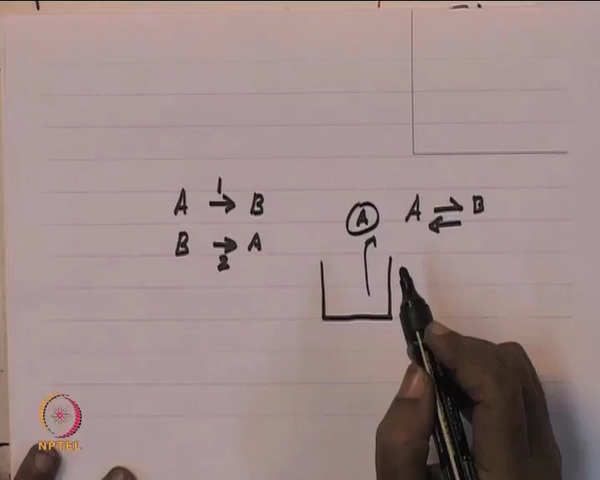 1
A → B
B → A
2
A
A ⇌ B
NPTEL